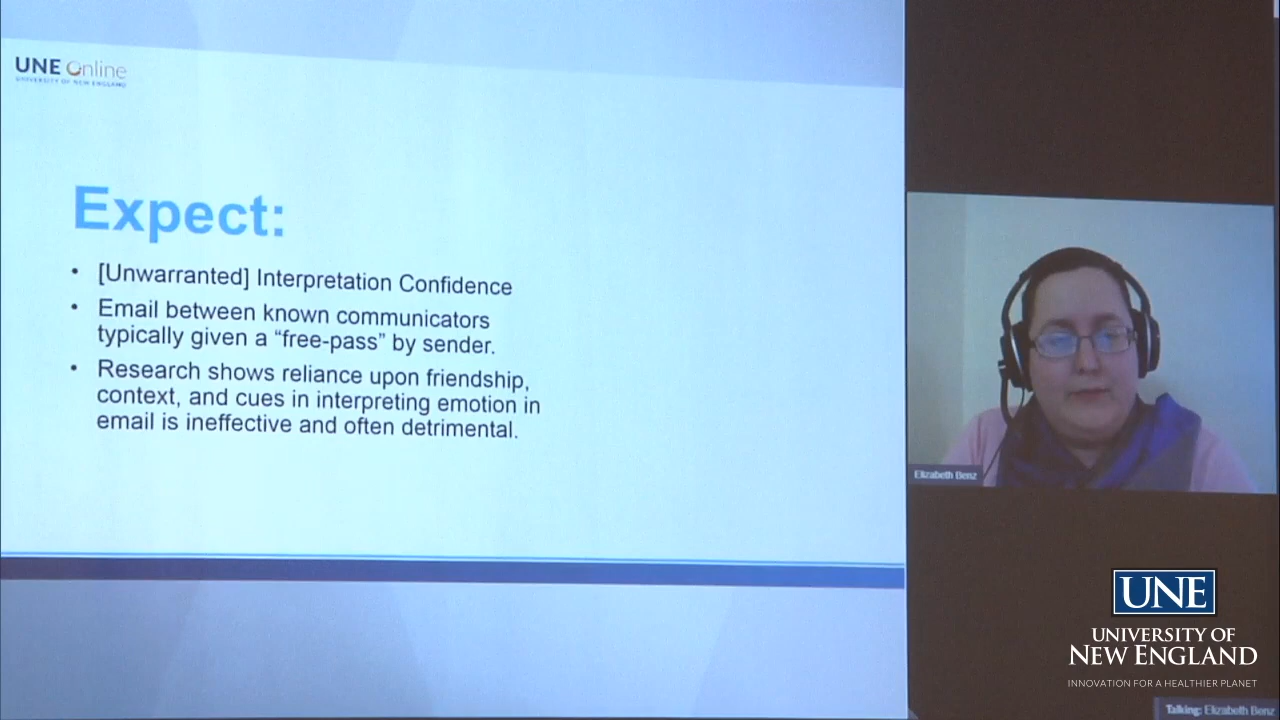 UNE Online
UNIVERSITY OF NEW ENGLAND
Expect:
• [Unwarranted] Interpretation Confidence
• Email between known communicators
typically given a “free-pass” by sender.
• Research shows reliance upon friendship,
context, and cues in interpreting emotion in
email is ineffective and often detrimental.
Elizabeth Benz
UNE
UNIVERSITY OF
NEW ENGLAND
INNOVATION FOR A HEALTHIER PLANET
Talking: Elizabeth Benz